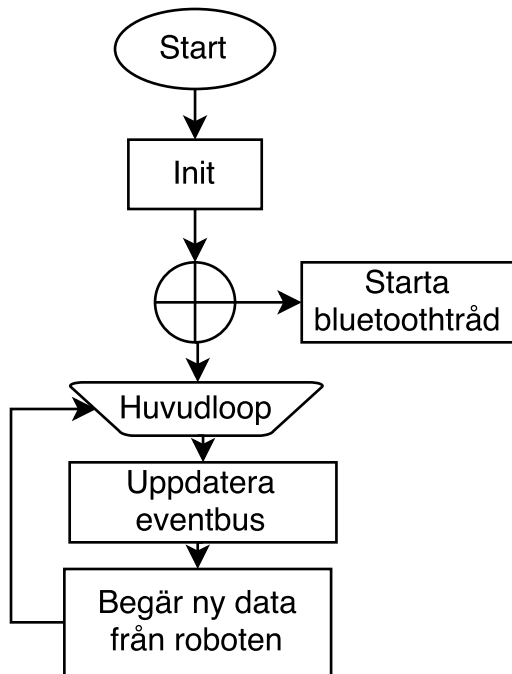 Start
Init
Starta
bluetoothtråd
Huvudloop
Uppdatera
eventbus
Begär ny data
från roboten